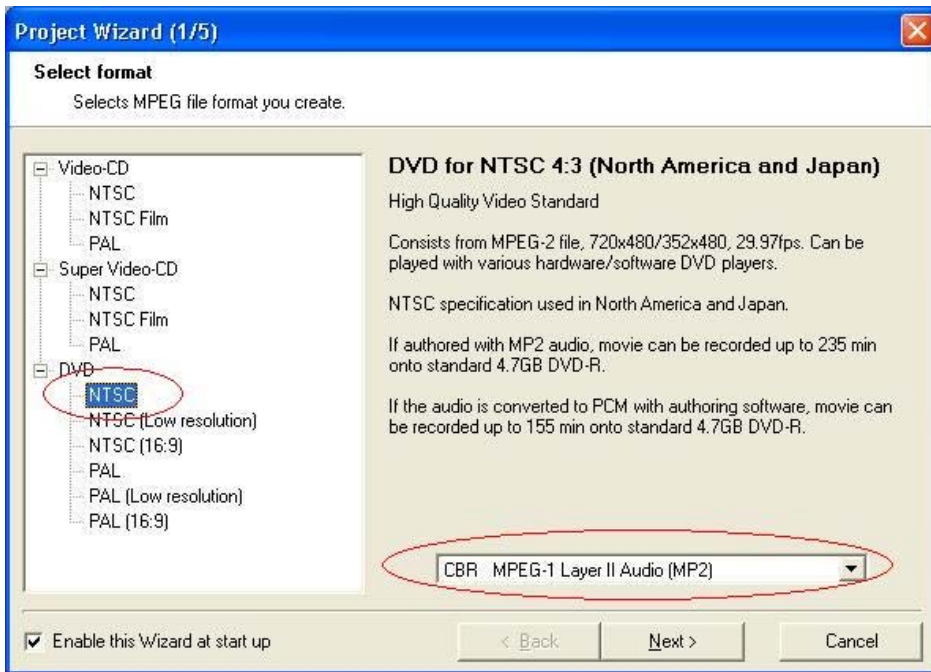 Project Wizard (1/5)
Select format
Selects MPEG file format you create.
Video-CD
NTSC
NTSC Film
PAL
Super Video-CD
NTSC
NTSC Film
PAL
DVD
NTSC
NTSC (Low resolution)
NTSC (16:9)
PAL
PAL (Low resolution)
PAL (16:9)
DVD for NTSC 4:3 (North America and Japan)
High Quality Video Standard
Consists from MPEG-2 file, 720x480/352x480, 29.97fps. Can be
played with various hardware/software DVD players.
NTSC specification used in North America and Japan.
If authored with MP2 audio, movie can be recorded up to 235 min
onto standard 4.7GB DVD-R.
If the audio is converted to PCM with authoring software, movie can
be recorded up to 155 min onto standard 4.7GB DVD-R.
CBR MPEG-1 Layer II Audio (MP2)
Enable this Wizard at start up
< Back
Next >
Cancel